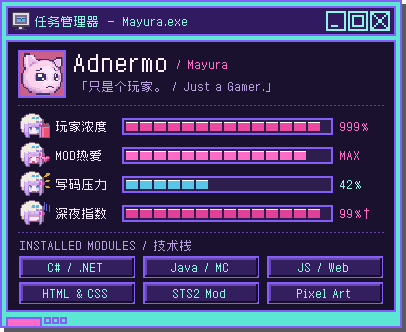 任务管理器 - Mayura.exe
Adnermo / Mayura
「只是个玩家。 / Just a Gamer.」
玩家浓度 999%
MOD热爱 MAX
写码压力 42%
深夜指数 99%†
INSTALLED MODULES / 技术栈
C# / .NET Java / MC JS / Web
HTML & CSS STS2 Mod Pixel Art